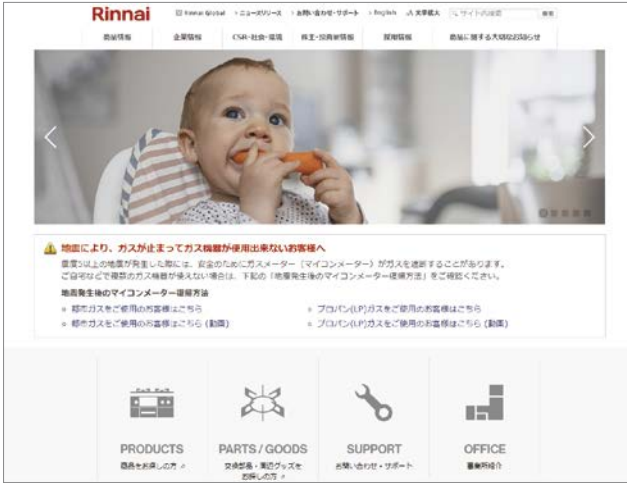 Rinnai
Rinnai Global ニュースリリース お問い合わせ・サポート English 文字拡大 サイト内検索 検索
商品情報 企業情報 CSR・社会・環境 株主・投資家情報 採用情報 商品に関する大切なお知らせ
地震により、ガスが止まってガス機器が使用出来ないお客様へ
震度5以上の地震が発生した際には、安全のためにガスメーター（マイコンメーター）がガスを遮断することがあります。
ご自宅などで複数のガス機器が使えない場合は、下記の「地震発生後のマイコンメーター復帰方法」をご確認ください。
地震発生後のマイコンメーター復帰方法
都市ガスをご使用のお客様はこちら プロパン(LP)ガスをご使用のお客様はこちら
都市ガスをご使用のお客様はこちら (動画) プロパン(LP)ガスをご使用のお客様はこちら (動画)
PRODUCTS PARTS / GOODS SUPPORT OFFICE
商品をお探しの方 交換部品・周辺グッズを お問い合わせ・サポート 事業所紹介
お探しの方